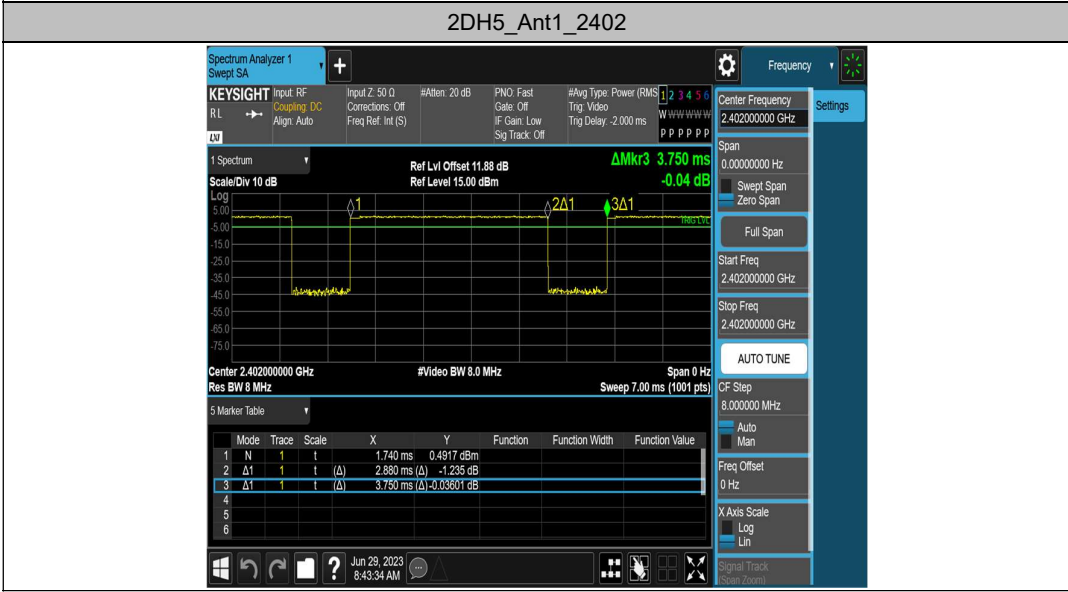 2DH5_Ant1_2402
Spectrum Analyzer 1
Swept SA
+
Frequency
KEYSIGHT
RL
LXI
Input: RF
Coupling: DC
Align: Auto
Input Z: 50 Ω
Corrections: Off
Freq Ref: Int (S)
#Atten: 20 dB
PNO: Fast
Gate: Off
IF Gain: Low
Sig Track: Off
#Avg Type: Power (RMS
Trig: Video
Trig Delay: -2.000 ms
1 2 3 4 5 6
W W W W W W
P P P P P P
Center Frequency
2.402000000 GHz
Settings
Span
0.00000000 Hz
Swept Span
Zero Span
Full Span
Start Freq
2.402000000 GHz
Stop Freq
2.402000000 GHz
AUTO TUNE
CF Step
8.000000 MHz
Auto
Man
Freq Offset
0 Hz
X Axis Scale
Log
Lin
Signal Track
(Span Zoom)
1 Spectrum
Scale/Div 10 dB
Ref Lvl Offset 11.88 dB
Ref Level 15.00 dBm
ΔMkr3 3.750 ms
-0.04 dB
Log
5.00
-5.00
-15.0
-25.0
-35.0
-45.0
-55.0
-65.0
-75.0
1
2Δ1
3Δ1
TRIG LVL
Center 2.402000000 GHz
#Video BW 8.0 MHz
Span 0 Hz
Res BW 8 MHz
Sweep 7.00 ms (1001 pts)
5 Marker Table
Mode Trace Scale X Y Function Function Width Function Value
1 N 1 t 1.740 ms 0.4917 dBm
2 Δ1 1 t (Δ) 2.880 ms (Δ) -1.235 dB
3 Δ1 1 t (Δ) 3.750 ms (Δ) -0.03601 dB
4
5
6
?
Jun 29, 2023
8:43:34 AM